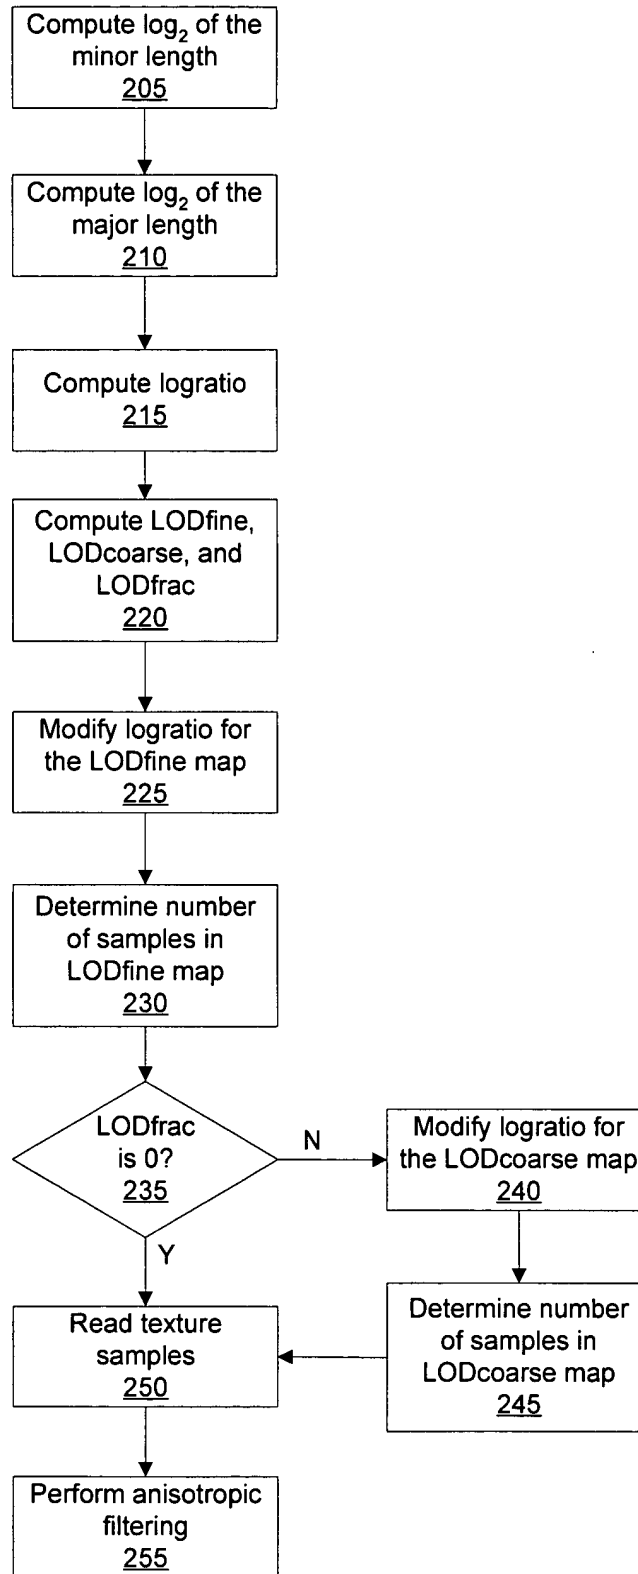 Compute log₂ of the
minor length
205
Compute log₂ of the
major length
210
Compute logratio
215
Compute LODfine,
LODcoarse, and
LODfrac
220
Modify logratio for
the LODfine map
225
Determine number
of samples in
LODfine map
230
LODfrac
is 0?
235
N
Y
Modify logratio for
the LODcoarse map
240
Determine number
of samples in
LODcoarse map
245
Read texture
samples
250
Perform anisotropic
filtering
255